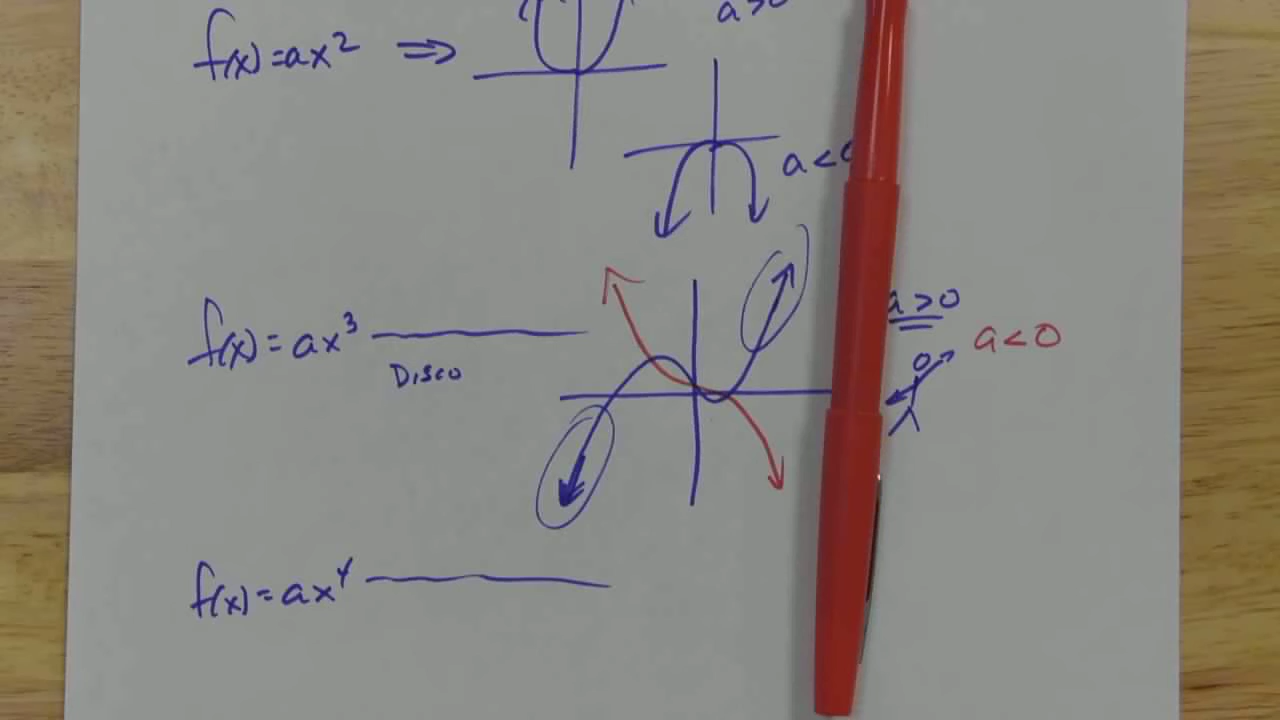 a>0
f(x)=ax² ⇒
a<0
a>0
f(x)=ax³
a<0
Disco
f(x)=ax⁴